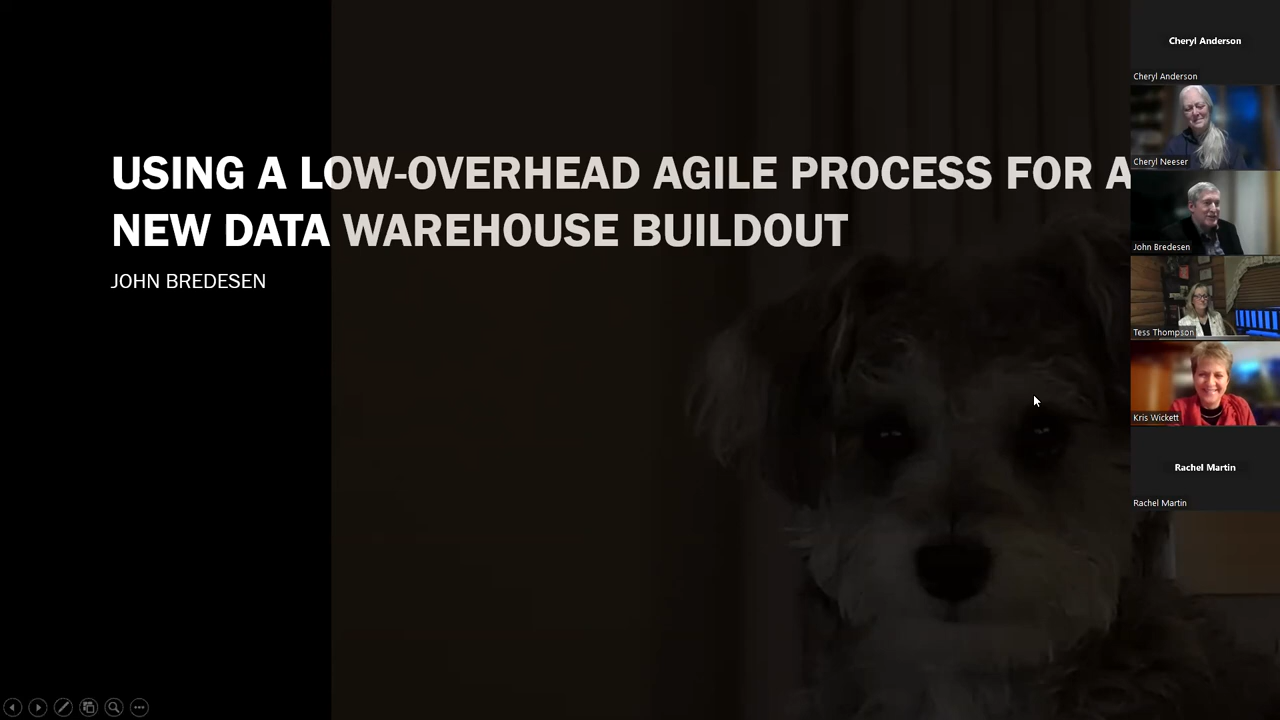 USING A LOW-OVERHEAD AGILE PROCESS FOR A
NEW DATA WAREHOUSE BUILDOUT
JOHN BREDESEN
Cheryl Anderson
Cheryl Anderson
Cheryl Neeser
John Bredesen
Tess Thompson
Kris Wickett
Rachel Martin
Rachel Martin